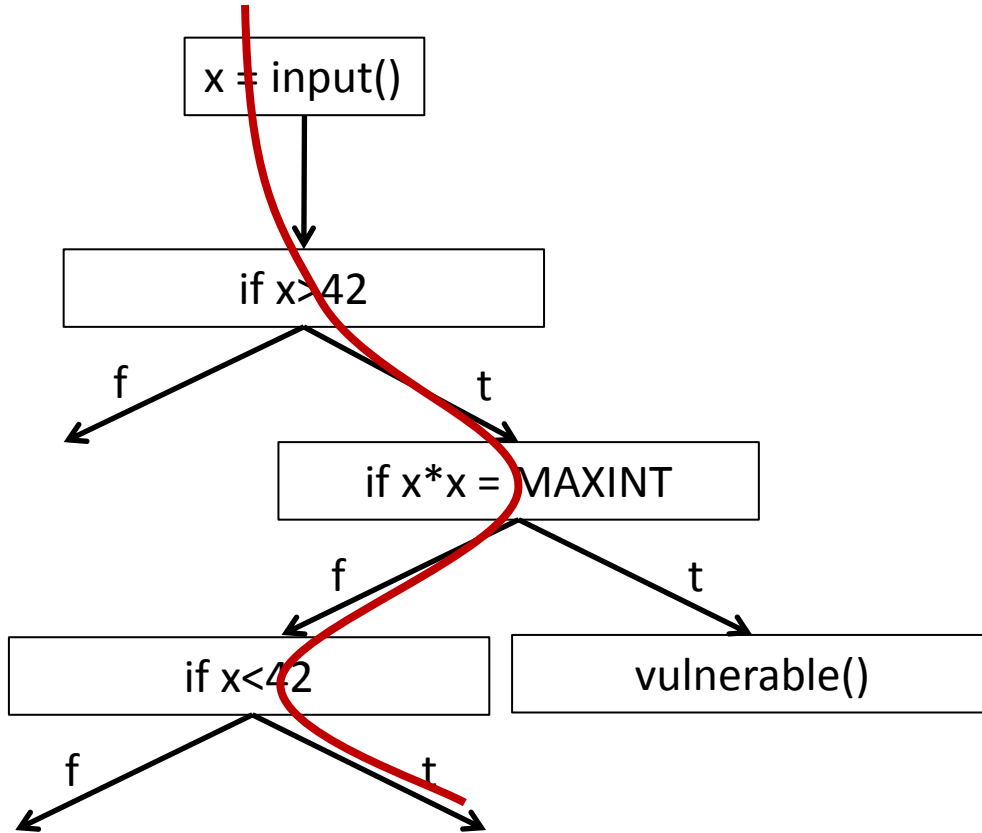 x = input()
if x>42
f
t
if x*x = MAXINT
f
t
if x<42
vulnerable()
f
t